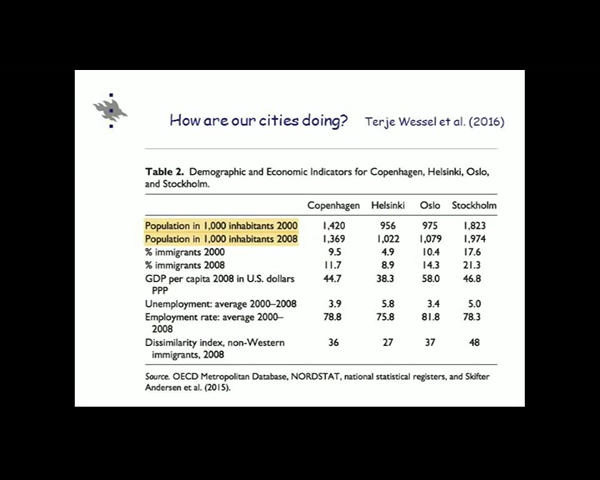 How are our cities doing? Terje Wessel et al. (2016)
Table 2. Demographic and Economic Indicators for Copenhagen, Helsinki, Oslo,
and Stockholm.
Copenhagen Helsinki Oslo Stockholm
Population in 1,000 inhabitants 2000 1,420 956 975 1,823
Population in 1,000 inhabitants 2008 1,369 1,022 1,079 1,974
% immigrants 2000 9.5 4.9 10.4 17.6
% immigrants 2008 11.7 8.9 14.3 21.3
GDP per capita 2008 in U.S. dollars 44.7 38.3 58.0 46.8
PPP
Unemployment: average 2000–2008 3.9 5.8 3.4 5.0
Employment rate: average 2000– 78.8 75.8 81.8 78.3
2008
Dissimilarity index, non-Western 36 27 37 48
immigrants, 2008
Source. OECD Metropolitan Database, NORDSTAT, national statistical registers, and Skifter
Andersen et al. (2015).